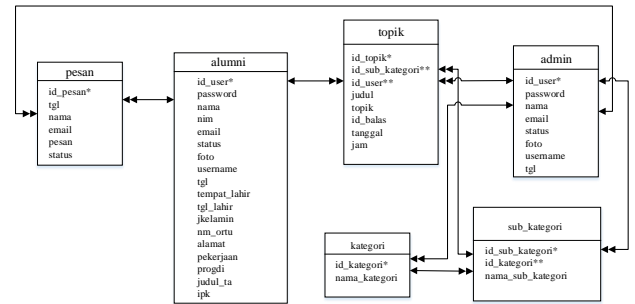 pesan
id_pesan*
tgl
nama
email
pesan
status
alumni
id_user*
password
nama
nim
email
status
foto
username
tgl
tempat_lahir
tgl_lahir
jkelamin
nm_ortu
alamat
pekerjaan
progdi
judul_ta
ipk
topik
id_topik*
id_sub_kategori**
id_user**
judul
topik
id_balas
tanggal
jam
admin
id_user*
password
nama
email
status
foto
username
tgl
kategori
id_kategori*
nama_kategori
sub_kategori
id_sub_kategori*
id_kategori**
nama_sub_kategori